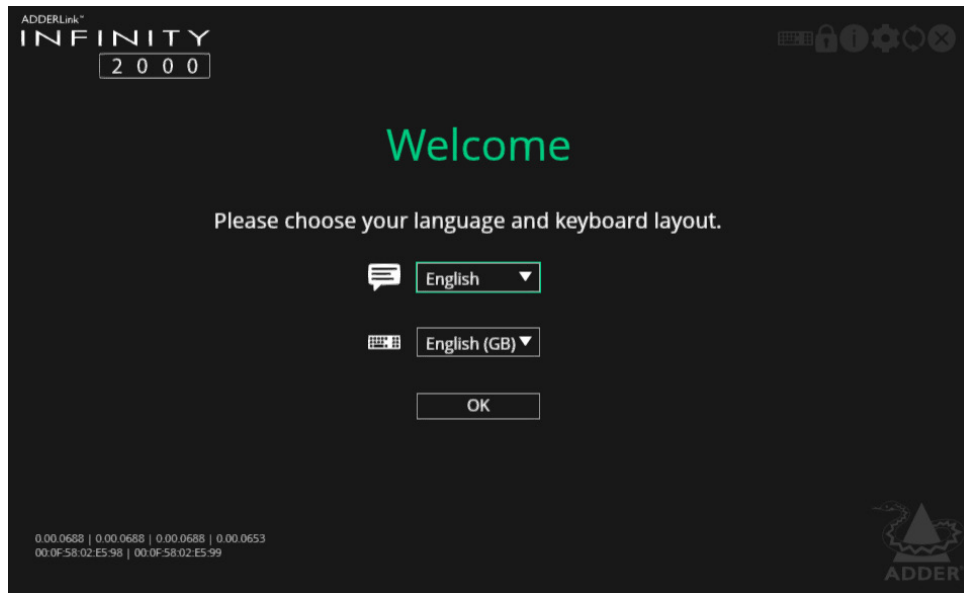 ADDERLink™
INFINITY
2000
Welcome
Please choose your language and keyboard layout.
English
English (GB)
OK
0.00.0688 | 0.00.0688 | 0.00.0688 | 0.00.0653
00:0F:58:02:E5:98 | 00:0F:58:02:E5:99
ADDER